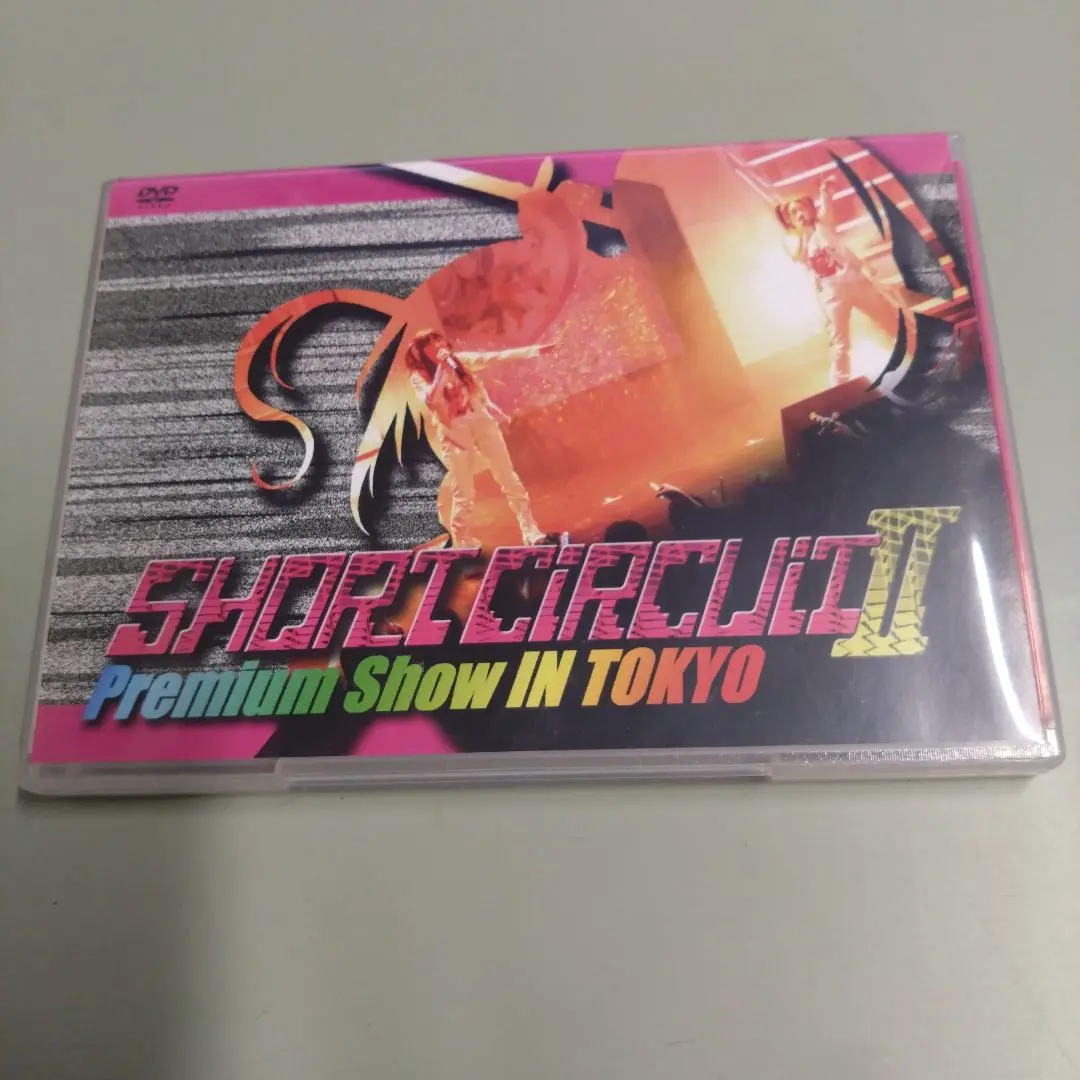 DVD
SHORT CiRCUiT II
Premium Show IN TOKYO